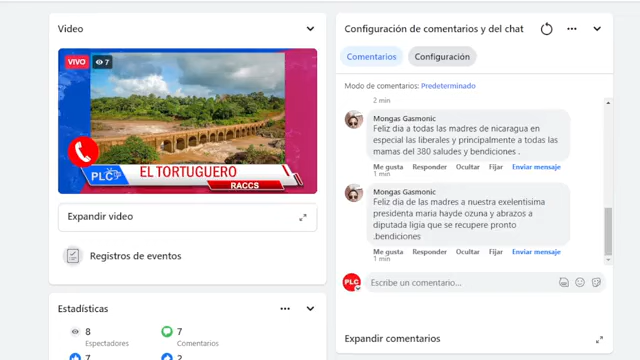 Video
VIVO
7
PLC
EL TORTUGUERO
RACCS
Expandir video
Registros de eventos
Estadísticas
8
Espectadores
7
Comentarios
7
2
Configuración de comentarios y del chat
Comentarios
Configuración
Modo de comentarios: Predeterminado
2 min
Mongas Gasmonic
Feliz dia a todas las madres de nicaragua en
especial las liberales y principalmente a todas las
mamas del 380 saludes y bendiciones .
Me gusta Responder Ocultar Fijar Enviar mensaje
1 min
Mongas Gasmonic
Feliz dia de las madres a nuestra exelentisima
presidenta maria hayde ozuna y abrazos a
diputada ligia que se recupere pronto
.bendiciones
Me gusta Responder Ocultar Fijar Enviar mensaje
1 min
PLC
Escribe un comentario...
Expandir comentarios